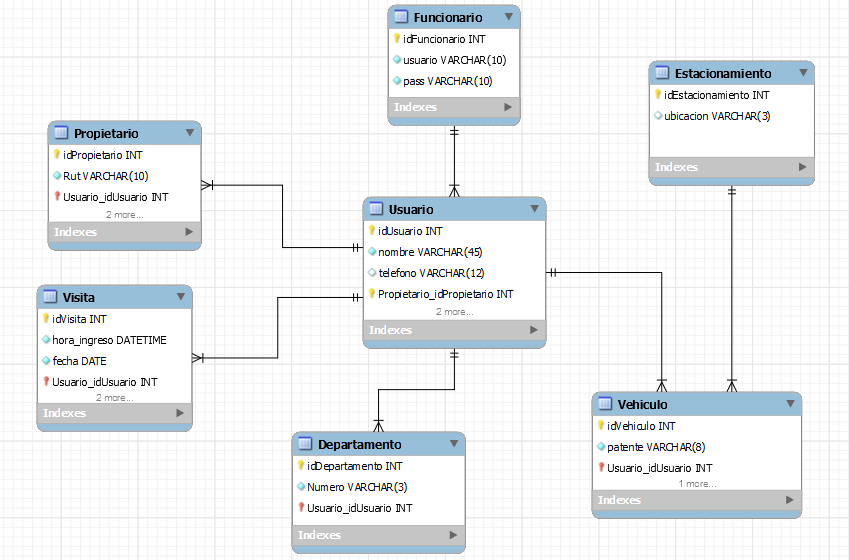 Funcionario
idFuncionario INT
usuario VARCHAR(10)
pass VARCHAR(10)
Indexes
Estacionamiento
idEstacionamiento INT
ubicacion VARCHAR(3)
Indexes
Propietario
idPropietario INT
Rut VARCHAR(10)
Usuario_idUsuario INT
2 more...
Indexes
Usuario
idUsuario INT
nombre VARCHAR(45)
telefono VARCHAR(12)
Propietario_idPropietario INT
2 more...
Indexes
Visita
idVisita INT
hora_ingreso DATETIME
fecha DATE
Usuario_idUsuario INT
2 more...
Indexes
Vehiculo
idVehiculo INT
patente VARCHAR(8)
Usuario_idUsuario INT
1 more...
Indexes
Departamento
idDepartamento INT
Numero VARCHAR(3)
Usuario_idUsuario INT
Indexes